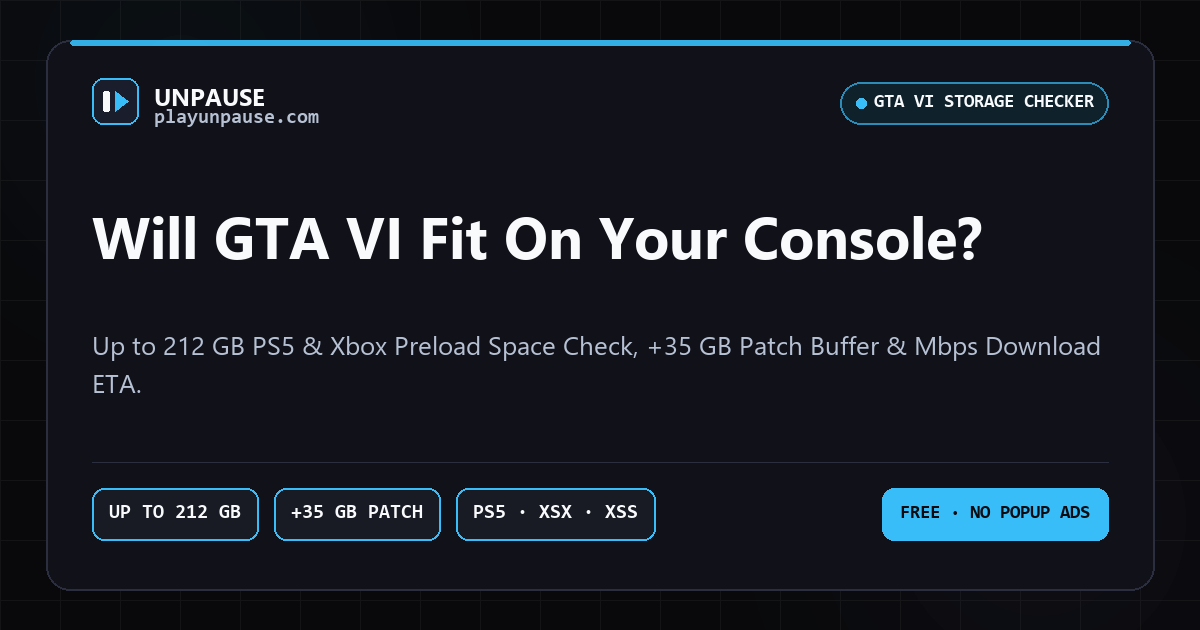 UNPAUSE
playunpause.com
GTA VI STORAGE CHECKER
Will GTA VI Fit On Your Console?
Up to 212 GB PS5 & Xbox Preload Space Check, +35 GB Patch Buffer & Mbps Download
ETA.
UP TO 212 GB
+35 GB PATCH
PS5 · XSX · XSS
FREE · NO POPUP ADS